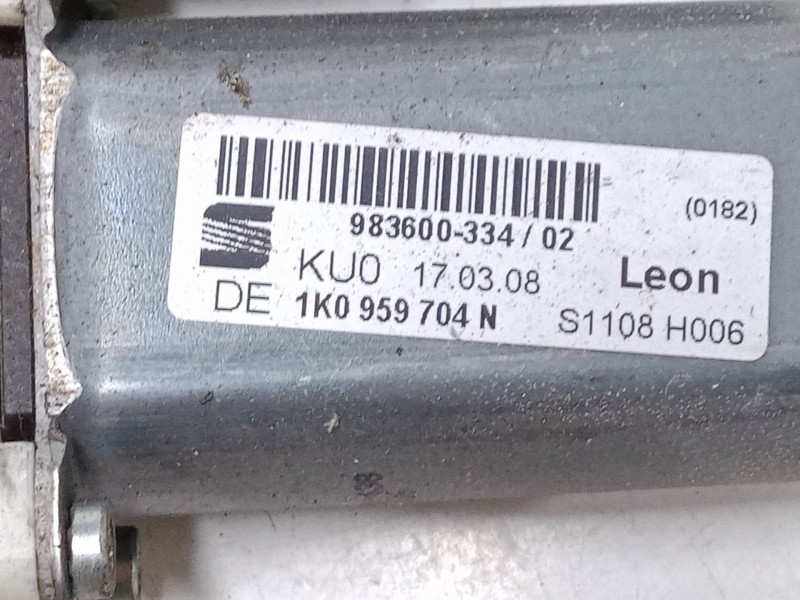 (0182)
983600-334 / 02
KU0 17.03.08 Leon
DE 1K0 959 704 N S1108 H006